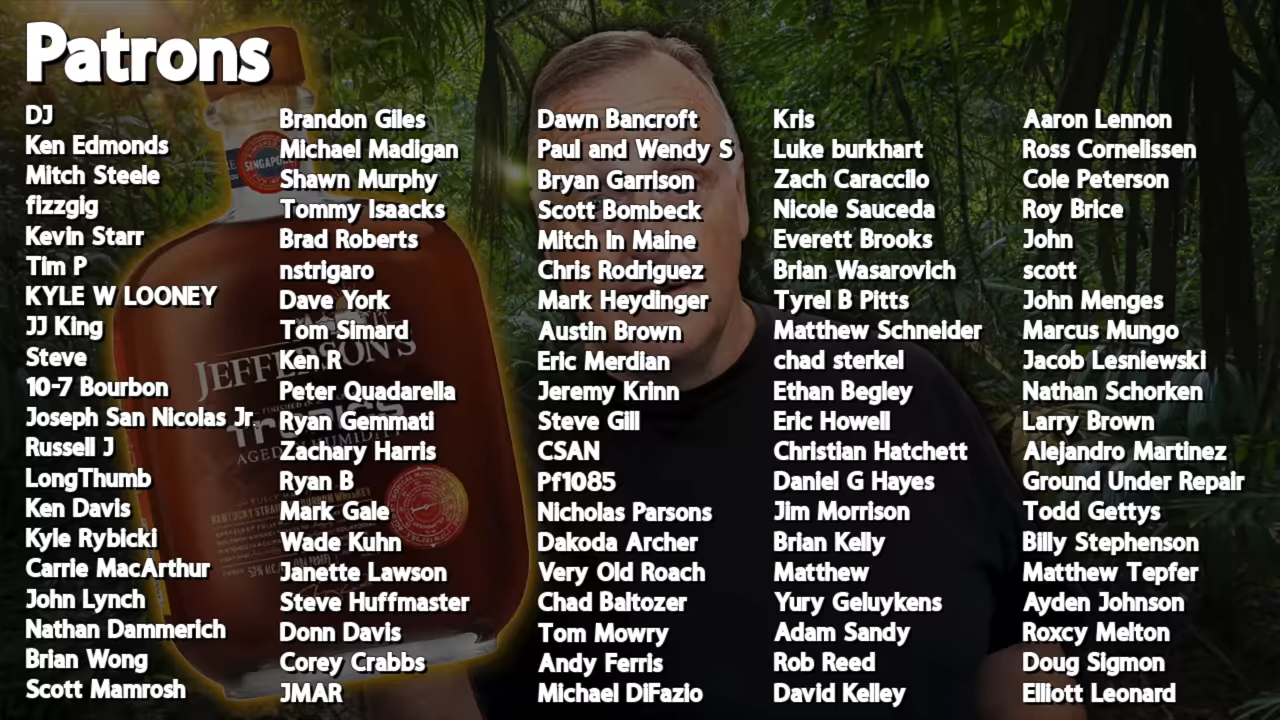 Patrons
DJ
Ken Edmonds
Mitch Steele
fizzgig
Kevin Starr
Tim P
KYLE W LOONEY
JJ King
Steve
10-7 Bourbon
Joseph San Nicolas Jr.
Russell J
LongThumb
Ken Davis
Kyle Rybicki
Carrie MacArthur
John Lynch
Nathan Dammerich
Brian Wong
Scott Mamrosh
Brandon Giles
Michael Madigan
Shawn Murphy
Tommy Isaacks
Brad Roberts
nstrigaro
Dave York
Tom Simard
Ken R
Peter Quadarella
Ryan Gemmati
Zachary Harris
Ryan B
Mark Gale
Wade Kuhn
Janette Lawson
Steve Huffmaster
Donn Davis
Corey Crabbs
JMAR
Dawn Bancroft
Paul and Wendy S
Bryan Garrison
Scott Bombeck
Mitch In Maine
Chris Rodriguez
Mark Heydinger
Austin Brown
Eric Merdian
Jeremy Krinn
Steve Gill
CSAN
Pf1085
Nicholas Parsons
Dakoda Archer
Very Old Roach
Chad Baltozer
Tom Mowry
Andy Ferris
Michael DiFazio
Kris
Luke burkhart
Zach Caraccilo
Nicole Sauceda
Everett Brooks
Brian Wasarovich
Tyrel B Pitts
Matthew Schneider
chad sterkel
Ethan Begley
Eric Howell
Christian Hatchett
Daniel G Hayes
Jim Morrison
Brian Kelly
Matthew
Yury Geluykens
Adam Sandy
Rob Reed
David Kelley
Aaron Lennon
Ross Cornelissen
Cole Peterson
Roy Brice
John
scott
John Menges
Marcus Mungo
Jacob Lesniewski
Nathan Schorken
Larry Brown
Alejandro Martinez
Ground Under Repair
Todd Gettys
Billy Stephenson
Matthew Tepfer
Ayden Johnson
Roxcy Melton
Doug Sigmon
Elliott Leonard
SINGAPORE
JEFFERSON'S
tropics
AGED IN HUMIDITY
KENTUCKY STRAIGHT BOURBON WHISKEY